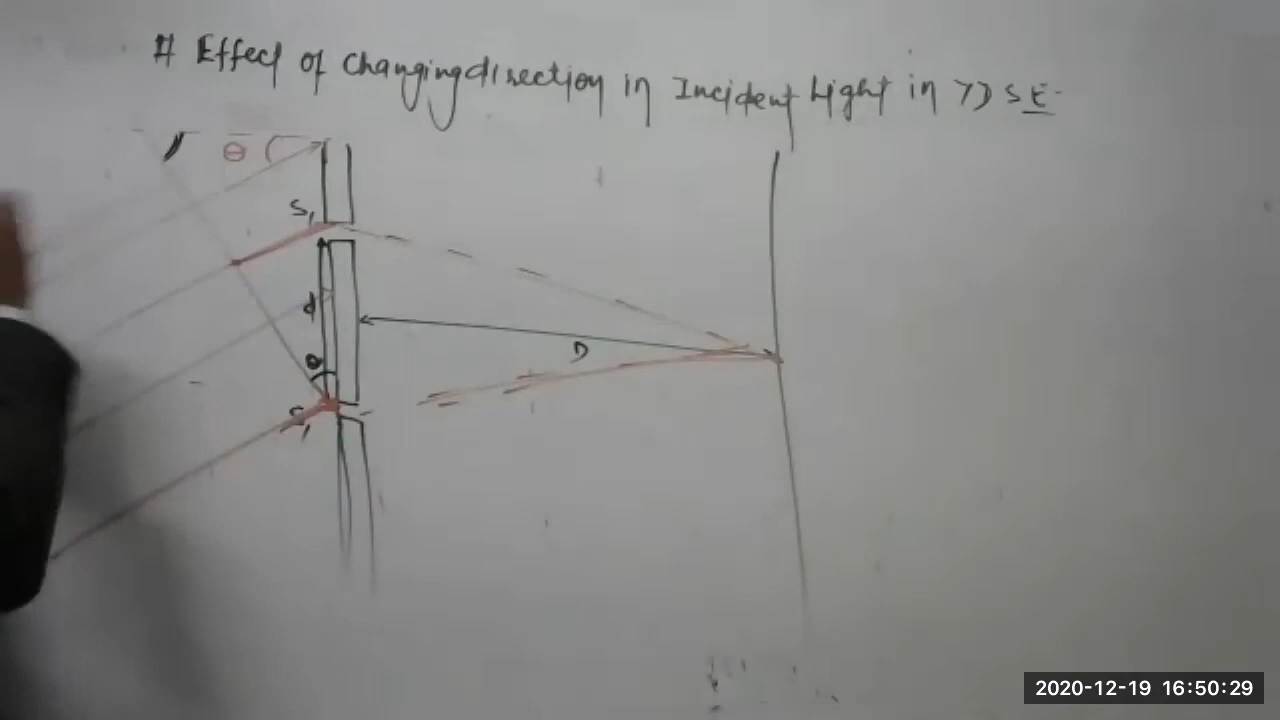 # Effect of Changing direction in Incident Light in YDSE.
θ
S₁
d
θ
D
2020-12-19 16:50:29